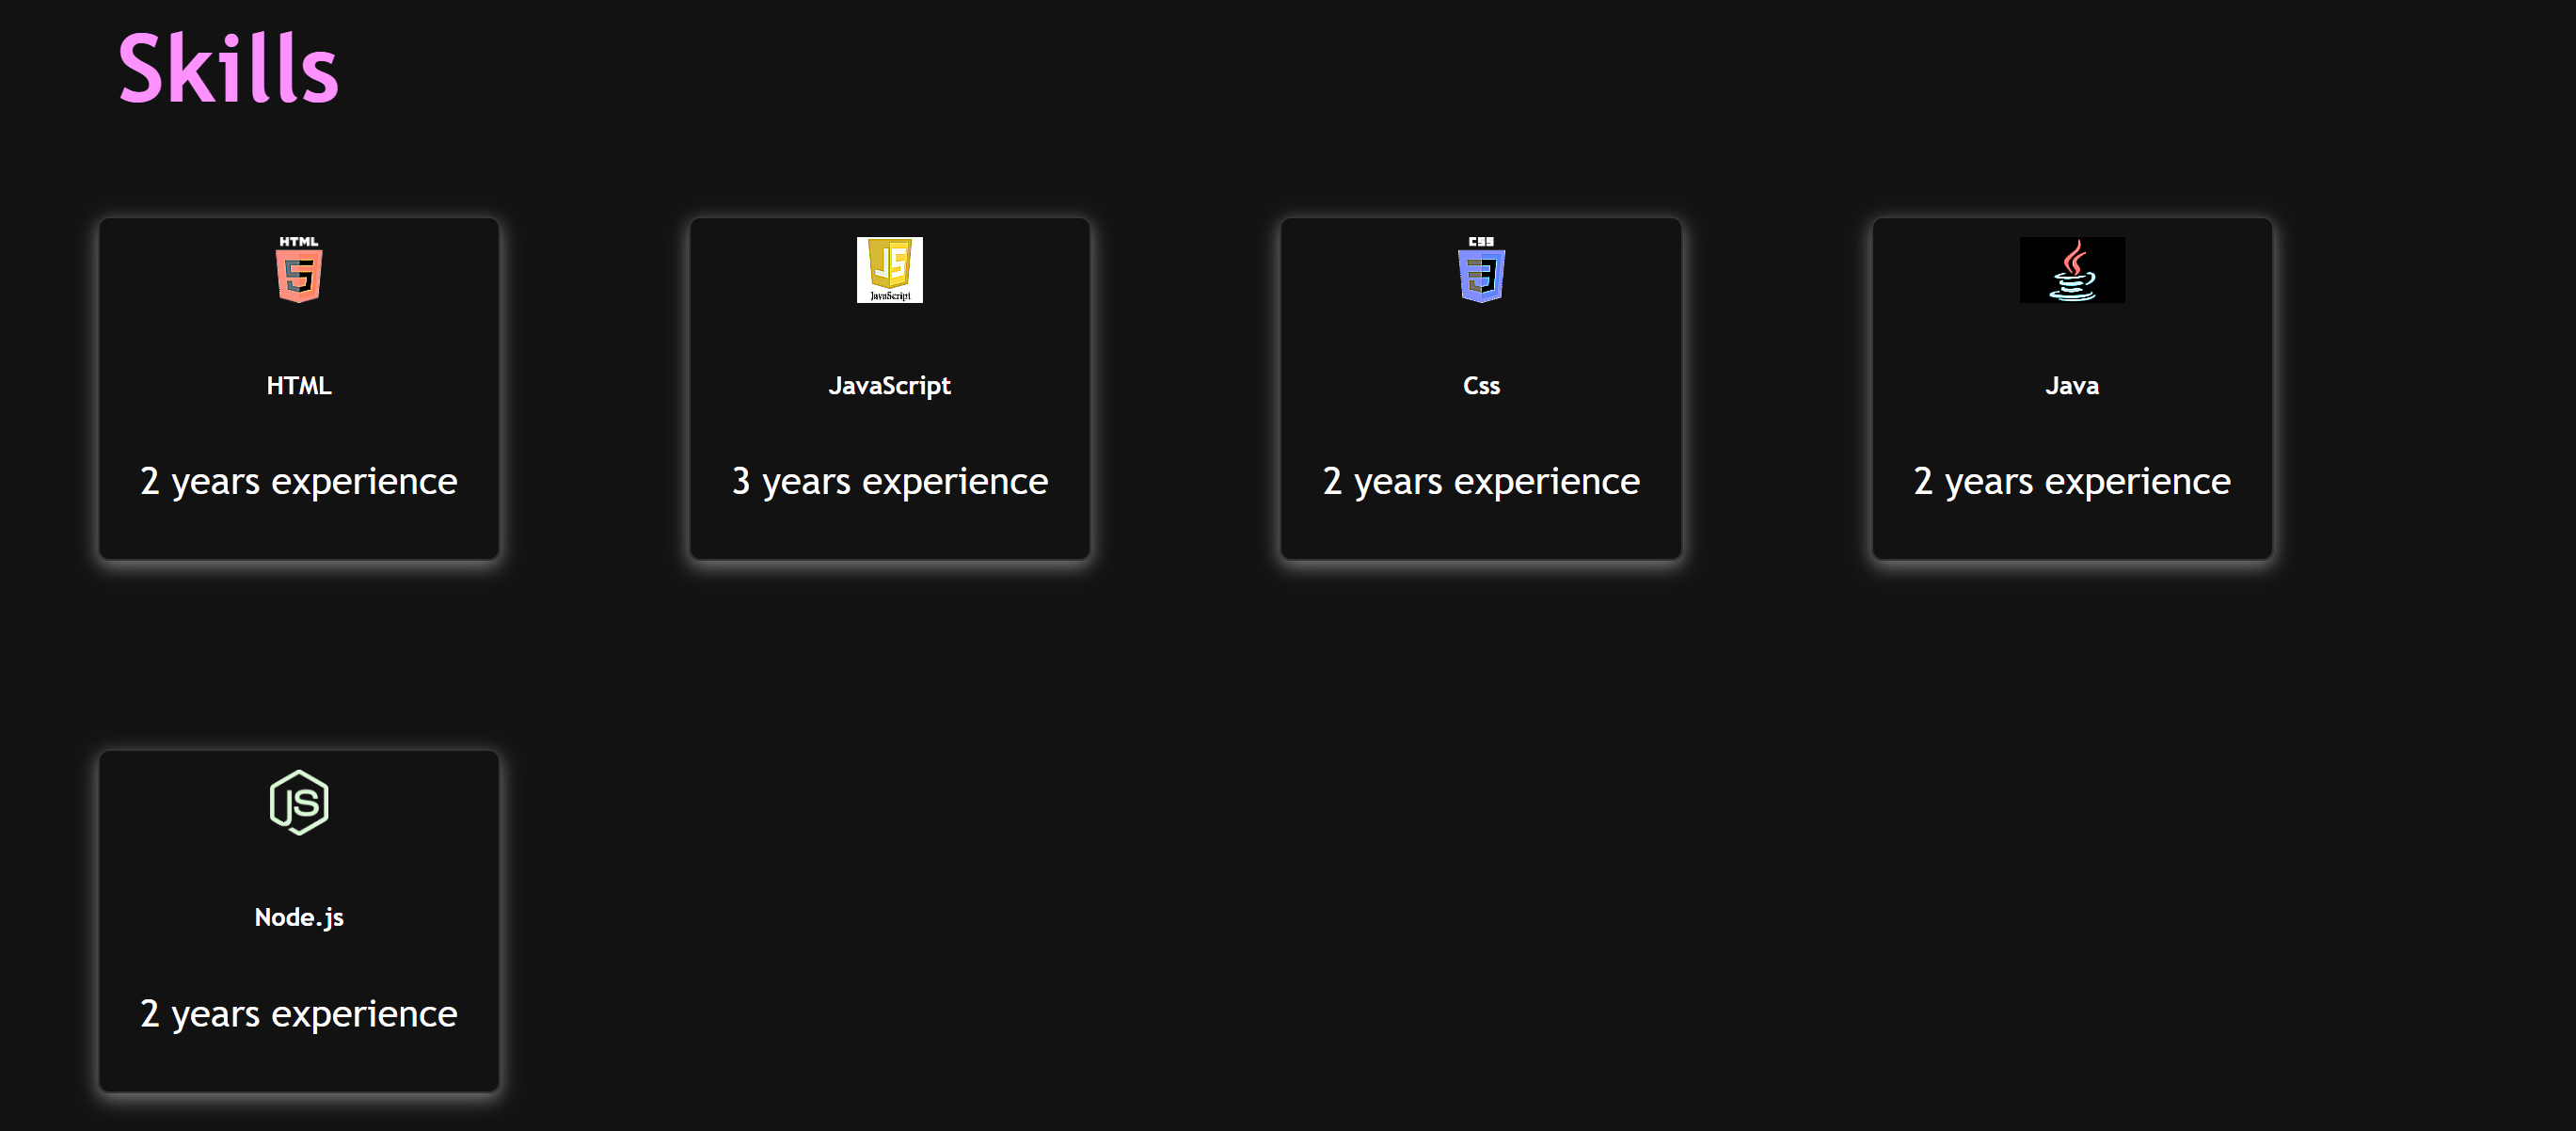 Skills
HTML
HTML
2 years experience
JS
JavaScript
JavaScript
3 years experience
CSS
3
Css
2 years experience
Java
2 years experience
JS
Node.js
2 years experience